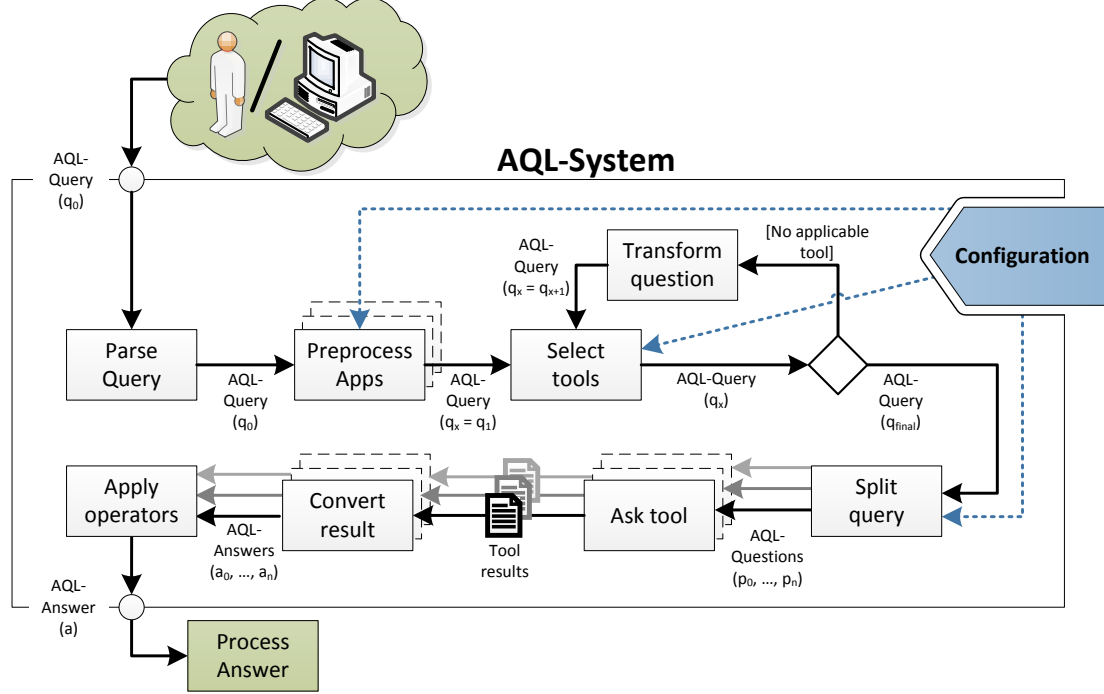 AQL-System
AQL-
Query
(q₀)
[No applicable
tool]
Configuration
AQL-
Query
(qₓ = qₓ₊₁)
Transform
question
Parse
Query
Preprocess
Apps
Select
tools
AQL-
Query
(q₀)
AQL-
Query
(qₓ = q₁)
AQL-Query
(qₓ)
AQL-
Query
(q_final)
Apply
operators
Convert
result
Ask tool
Split
query
AQL-
Answers
(a₀, ..., aₙ)
Tool
results
AQL-
Questions
(p₀, ..., pₙ)
AQL-
Answer
(a)
Process
Answer